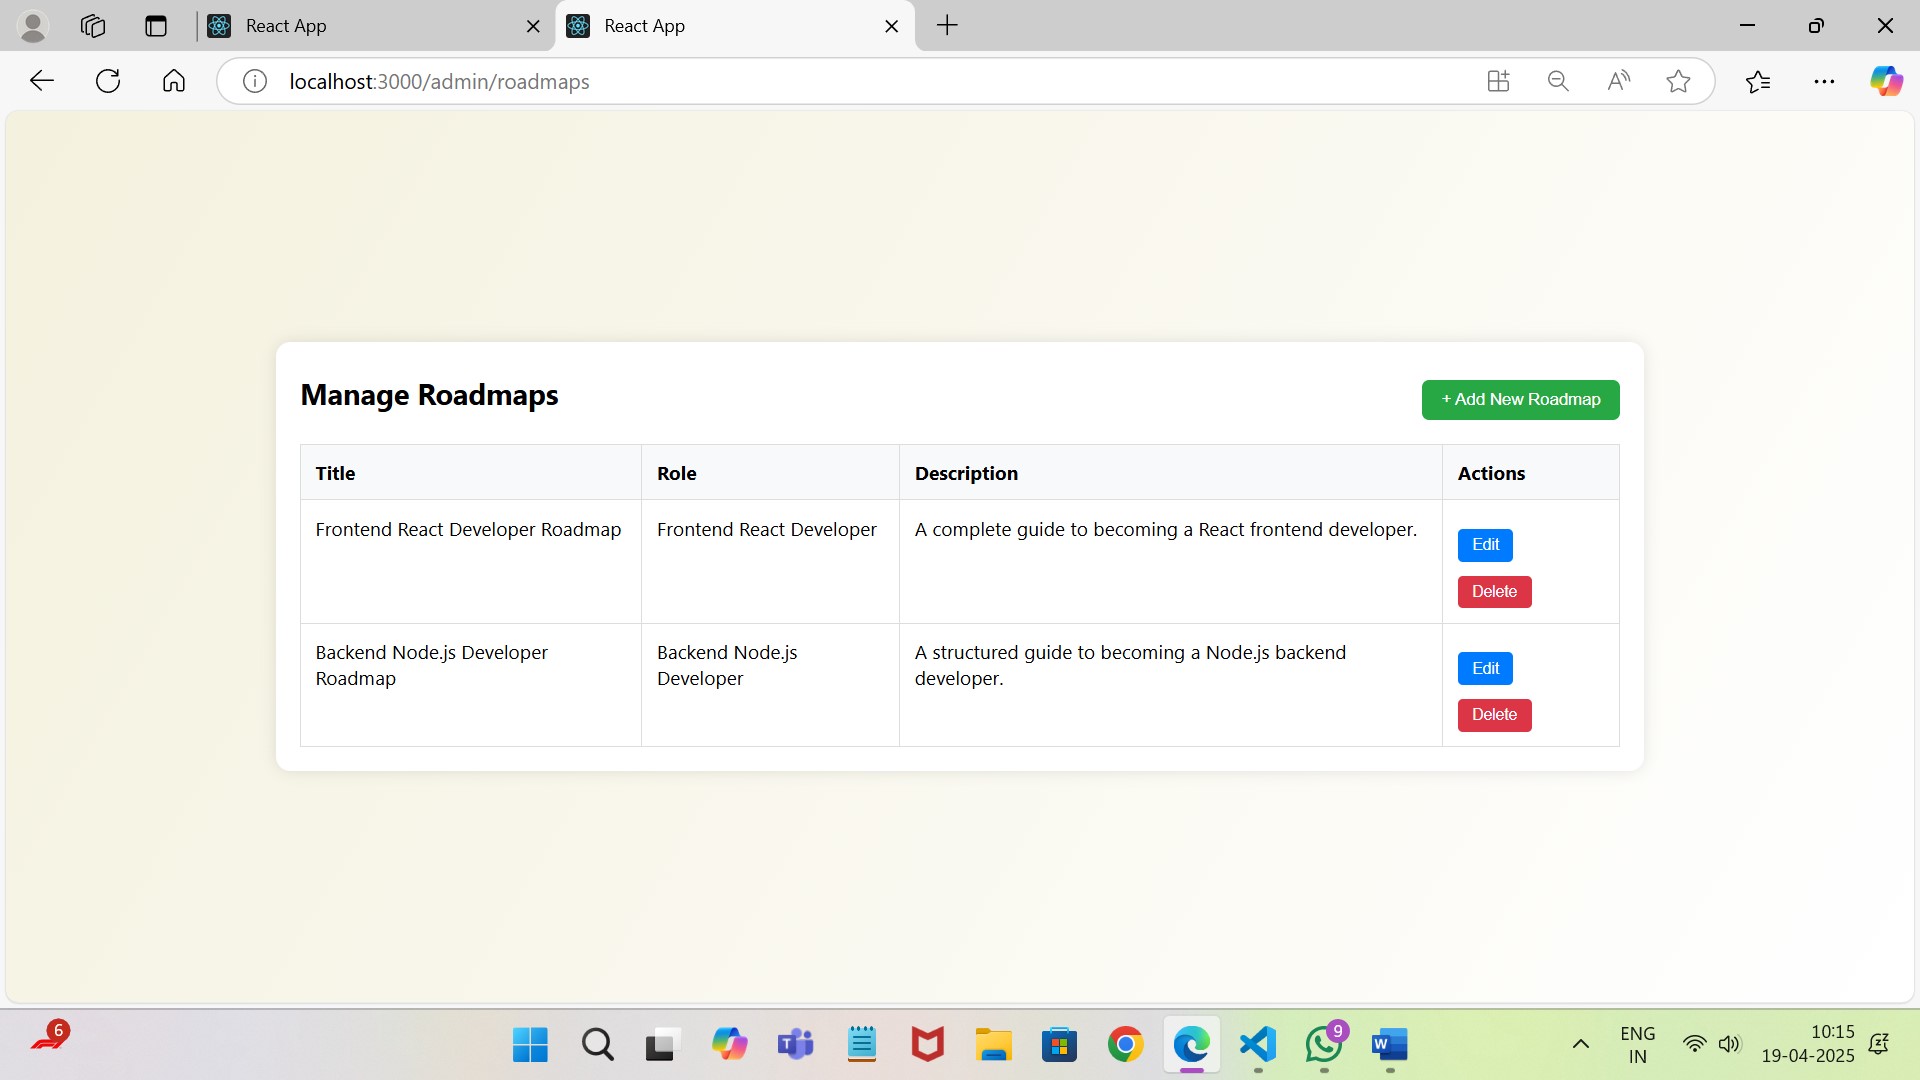 React App
React App
localhost:3000/admin/roadmaps
Manage Roadmaps
+ Add New Roadmap
Title Role Description Actions
Frontend React Developer Roadmap Frontend React Developer A complete guide to becoming a React frontend developer.
Edit
Delete
Backend Node.js Developer Backend Node.js A structured guide to becoming a Node.js backend
Roadmap Developer developer.
Edit
Delete
6
9
ENG
IN
10:15
19-04-2025